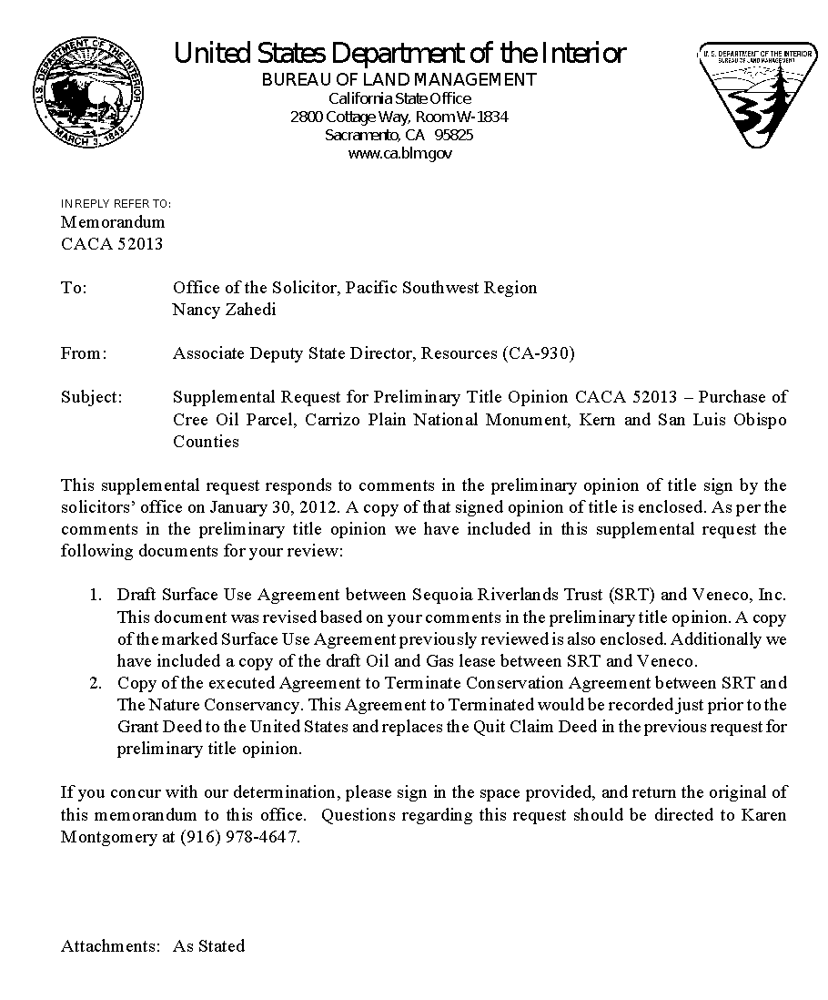 United States Department of the Interior
BUREAU OF LAND MANAGEMENT
California State Office
2800 Cottage Way, Room W-1834
Sacramento, CA 95825
www.ca.blm.gov
U.S. DEPARTMENT OF THE INTERIOR
MARCH 3, 1849
U. S. DEPARTMENT OF THE INTERIOR
BUREAU OF LAND MANAGEMENT
IN REPLY REFER TO:
Memorandum
CACA 52013
To: Office of the Solicitor, Pacific Southwest Region
Nancy Zahedi
From: Associate Deputy State Director, Resources (CA-930)
Subject: Supplemental Request for Preliminary Title Opinion CACA 52013 – Purchase of
Cree Oil Parcel, Carrizo Plain National Monument, Kern and San Luis Obispo
Counties
This supplemental request responds to comments in the preliminary opinion of title sign by the
solicitors’ office on January 30, 2012. A copy of that signed opinion of title is enclosed. As per the
comments in the preliminary title opinion we have included in this supplemental request the
following documents for your review:
1. Draft Surface Use Agreement between Sequoia Riverlands Trust (SRT) and Veneco, Inc.
This document was revised based on your comments in the preliminary title opinion. A copy
of the marked Surface Use Agreement previously reviewed is also enclosed. Additionally we
have included a copy of the draft Oil and Gas lease between SRT and Veneco.
2. Copy of the executed Agreement to Terminate Conservation Agreement between SRT and
The Nature Conservancy. This Agreement to Terminated would be recorded just prior to the
Grant Deed to the United States and replaces the Quit Claim Deed in the previous request for
preliminary title opinion.
If you concur with our determination, please sign in the space provided, and return the original of
this memorandum to this office. Questions regarding this request should be directed to Karen
Montgomery at (916) 978-4647.
Attachments: As Stated